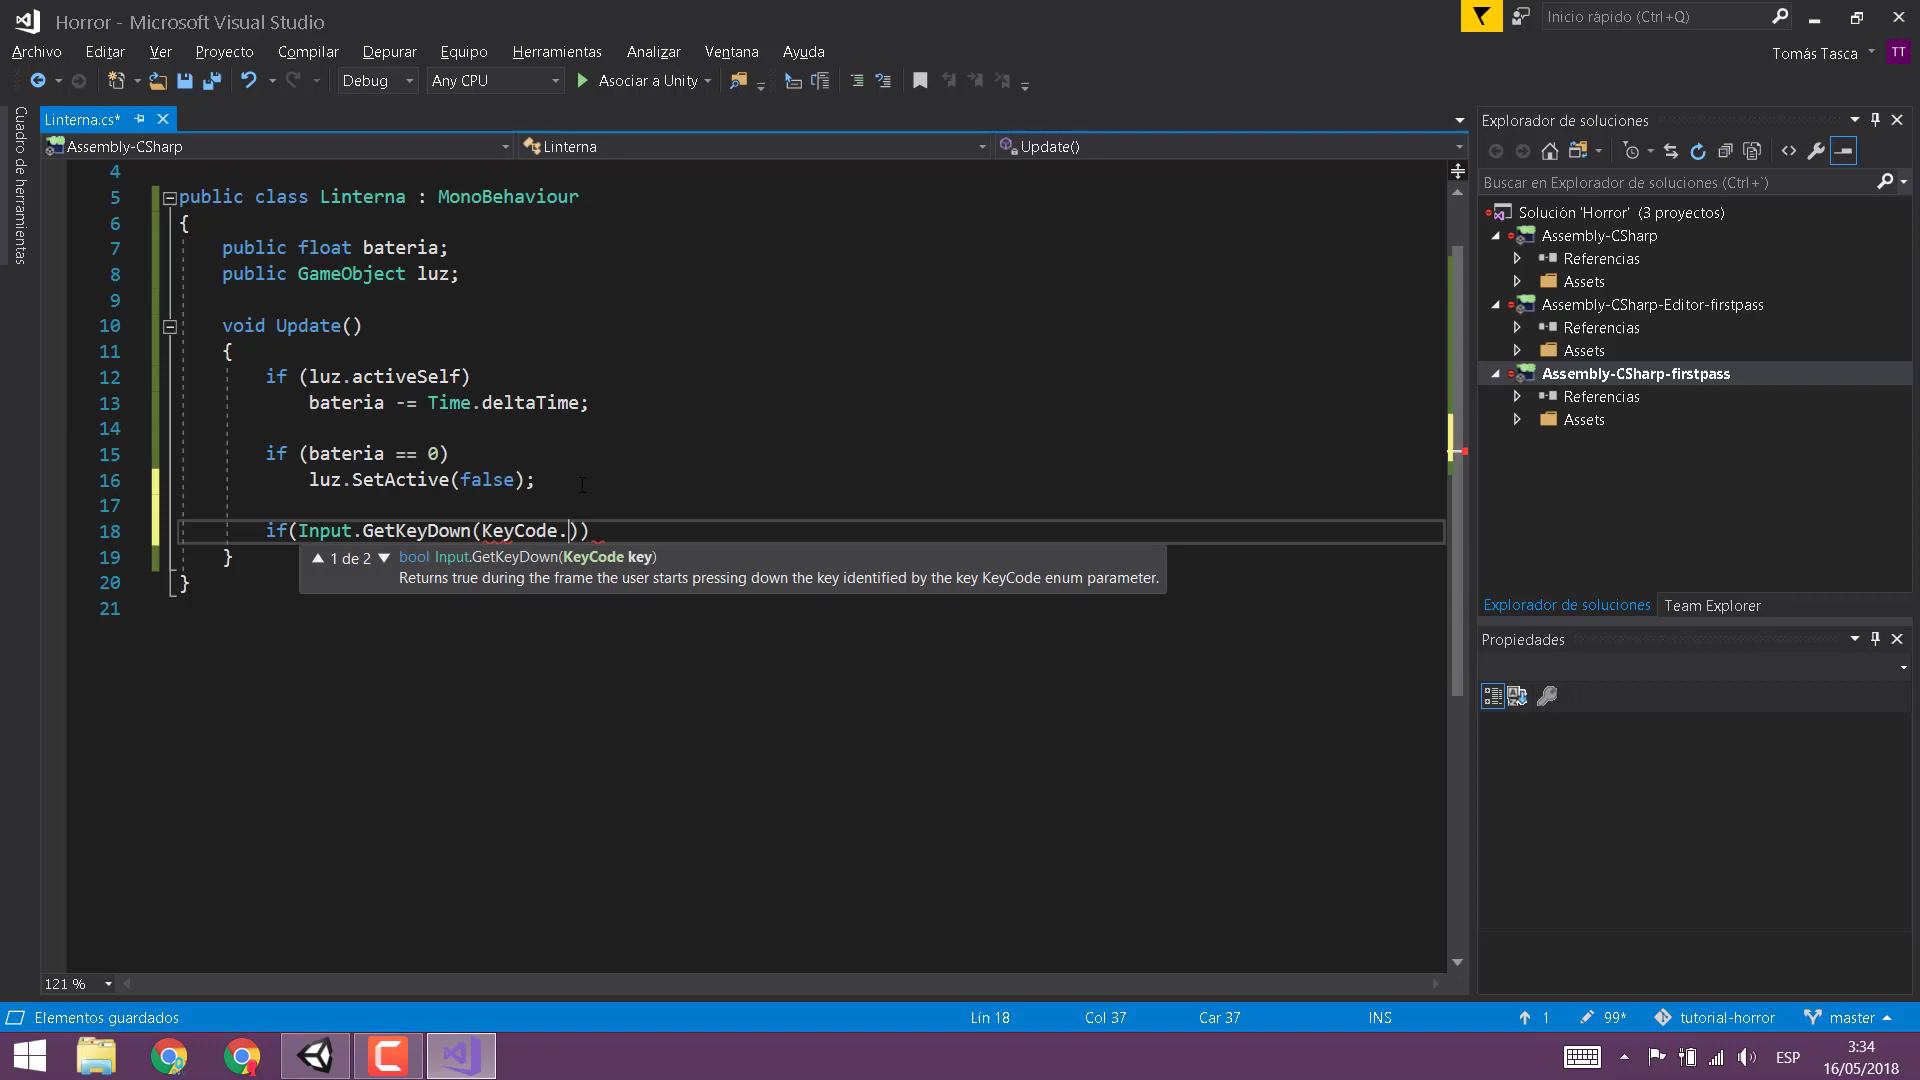 Horror - Microsoft Visual Studio
Inicio rápido (Ctrl+Q)
Archivo Editar Ver Proyecto Compilar Depurar Equipo Herramientas Analizar Ventana Ayuda
Tomás Tasca TT
Debug Any CPU Asociar a Unity
Cuadro de herramientas
Linterna.cs*
Assembly-CSharp Linterna Update()
4
5 public class Linterna : MonoBehaviour
6 {
7 public float bateria;
8 public GameObject luz;
9
10 void Update()
11 {
12 if (luz.activeSelf)
13 bateria -= Time.deltaTime;
14
15 if (bateria == 0)
16 luz.SetActive(false);
17
18 if(Input.GetKeyDown(KeyCode.))
19 }
20 }
21
1 de 2 bool Input.GetKeyDown(KeyCode key)
Returns true during the frame the user starts pressing down the key identified by the key KeyCode enum parameter.
121 %
Explorador de soluciones
Buscar en Explorador de soluciones (Ctrl+`)
Solución 'Horror' (3 proyectos)
Assembly-CSharp
Referencias
Assets
Assembly-CSharp-Editor-firstpass
Referencias
Assets
Assembly-CSharp-firstpass
Referencias
Assets
Explorador de soluciones Team Explorer
Propiedades
Elementos guardados Lín 18 Col 37 Car 37 INS 1 99* tutorial-horror master
ESP
3:34
16/05/2018